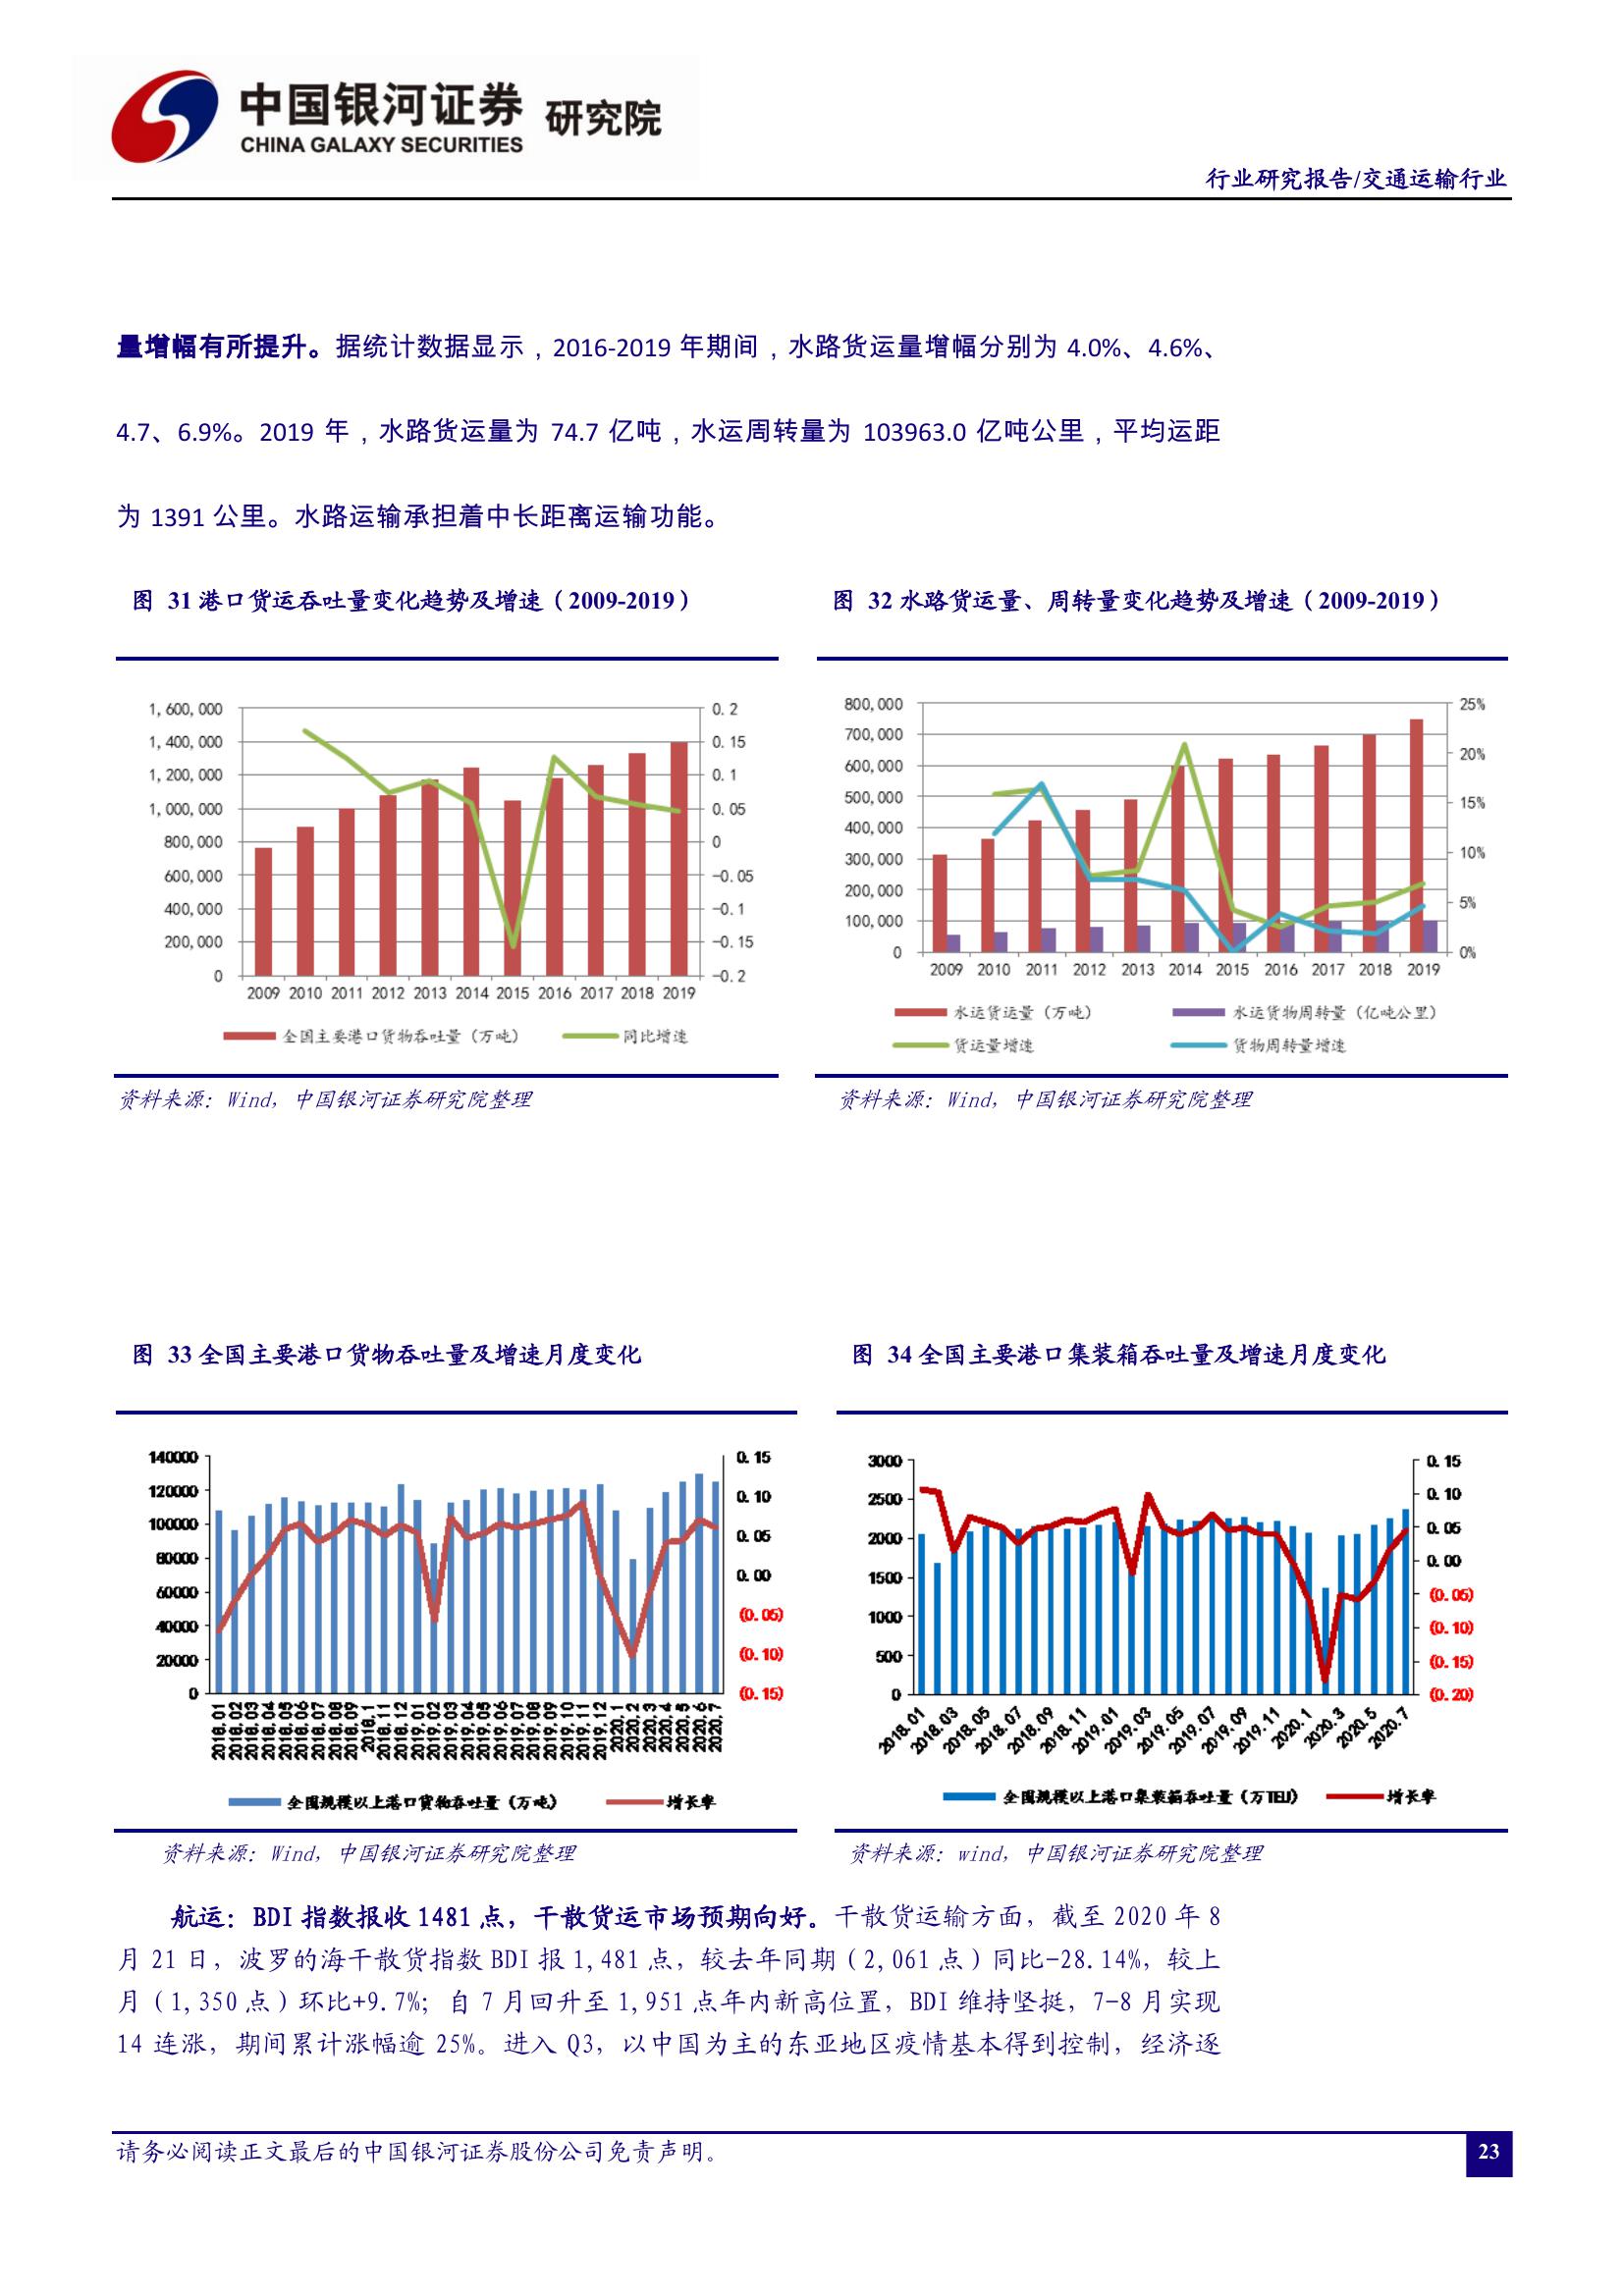 中国银河证券 研究院
CHINA GALAXY SECURITIES
行业研究报告/交通运输行业
量增幅有所提升。据统计数据显示，2016-2019 年期间，水路货运量增幅分别为 4.0%、4.6%、
4.7、6.9%。2019 年，水路货运量为 74.7 亿吨，水运周转量为 103963.0 亿吨公里，平均运距
为 1391 公里。水路运输承担着中长距离运输功能。
图 31 港口货运吞吐量变化趋势及增速（2009-2019）
1,600,000
1,400,000
1,200,000
1,000,000
800,000
600,000
400,000
200,000
0
0.2
0.15
0.1
0.05
0
-0.05
-0.1
-0.15
-0.2
2009 2010 2011 2012 2013 2014 2015 2016 2017 2018 2019
全国主要港口货物吞吐量（万吨） 同比增速
资料来源：Wind，中国银河证券研究院整理
图 32 水路货运量、周转量变化趋势及增速（2009-2019）
800,000
700,000
600,000
500,000
400,000
300,000
200,000
100,000
0
25%
20%
15%
10%
5%
0%
2009 2010 2011 2012 2013 2014 2015 2016 2017 2018 2019
水运货运量（万吨） 水运货物周转量（亿吨公里）
货运量增速 货物周转量增速
资料来源：Wind，中国银河证券研究院整理
图 33 全国主要港口货物吞吐量及增速月度变化
140000
120000
100000
80000
60000
40000
20000
0
0.15
0.10
0.05
0.00
(0.05)
(0.10)
(0.15)
2018.01 2018.02 2018.03 2018.04 2018.05 2018.06 2018.07 2018.08 2018.09 2018.1 2018.11 2018.12 2019.01 2019.02 2019.03 2019.04 2019.05 2019.06 2019.07 2019.08 2019.09 2019.10 2019.11 2019.12 2020.1 2020.2 2020.3 2020.4 2020.5 2020.6 2020.7
全国规模以上港口货物吞吐量（万吨） 增长率
资料来源：Wind，中国银河证券研究院整理
图 34 全国主要港口集装箱吞吐量及增速月度变化
3000
2500
2000
1500
1000
500
0
0.15
0.10
0.05
0.00
(0.05)
(0.10)
(0.15)
(0.20)
2018.01 2018.03 2018.05 2018.07 2018.09 2018.11 2019.01 2019.03 2019.05 2019.07 2019.09 2019.11 2020.1 2020.3 2020.5 2020.7
全国规模以上港口集装箱吞吐量（万TEU） 增长率
资料来源：wind，中国银河证券研究院整理
航运：BDI 指数报收 1481 点，干散货运市场预期向好。干散货运输方面，截至 2020 年 8
月 21 日，波罗的海干散货指数 BDI 报 1,481 点，较去年同期（2,061 点）同比-28.14%，较上
月（1,350 点）环比+9.7%；自 7 月回升至 1,951 点年内新高位置，BDI 维持坚挺，7-8 月实现
14 连涨，期间累计涨幅逾 25%。进入 Q3，以中国为主的东亚地区疫情基本得到控制，经济逐
请务必阅读正文最后的中国银河证券股份公司免责声明。
23